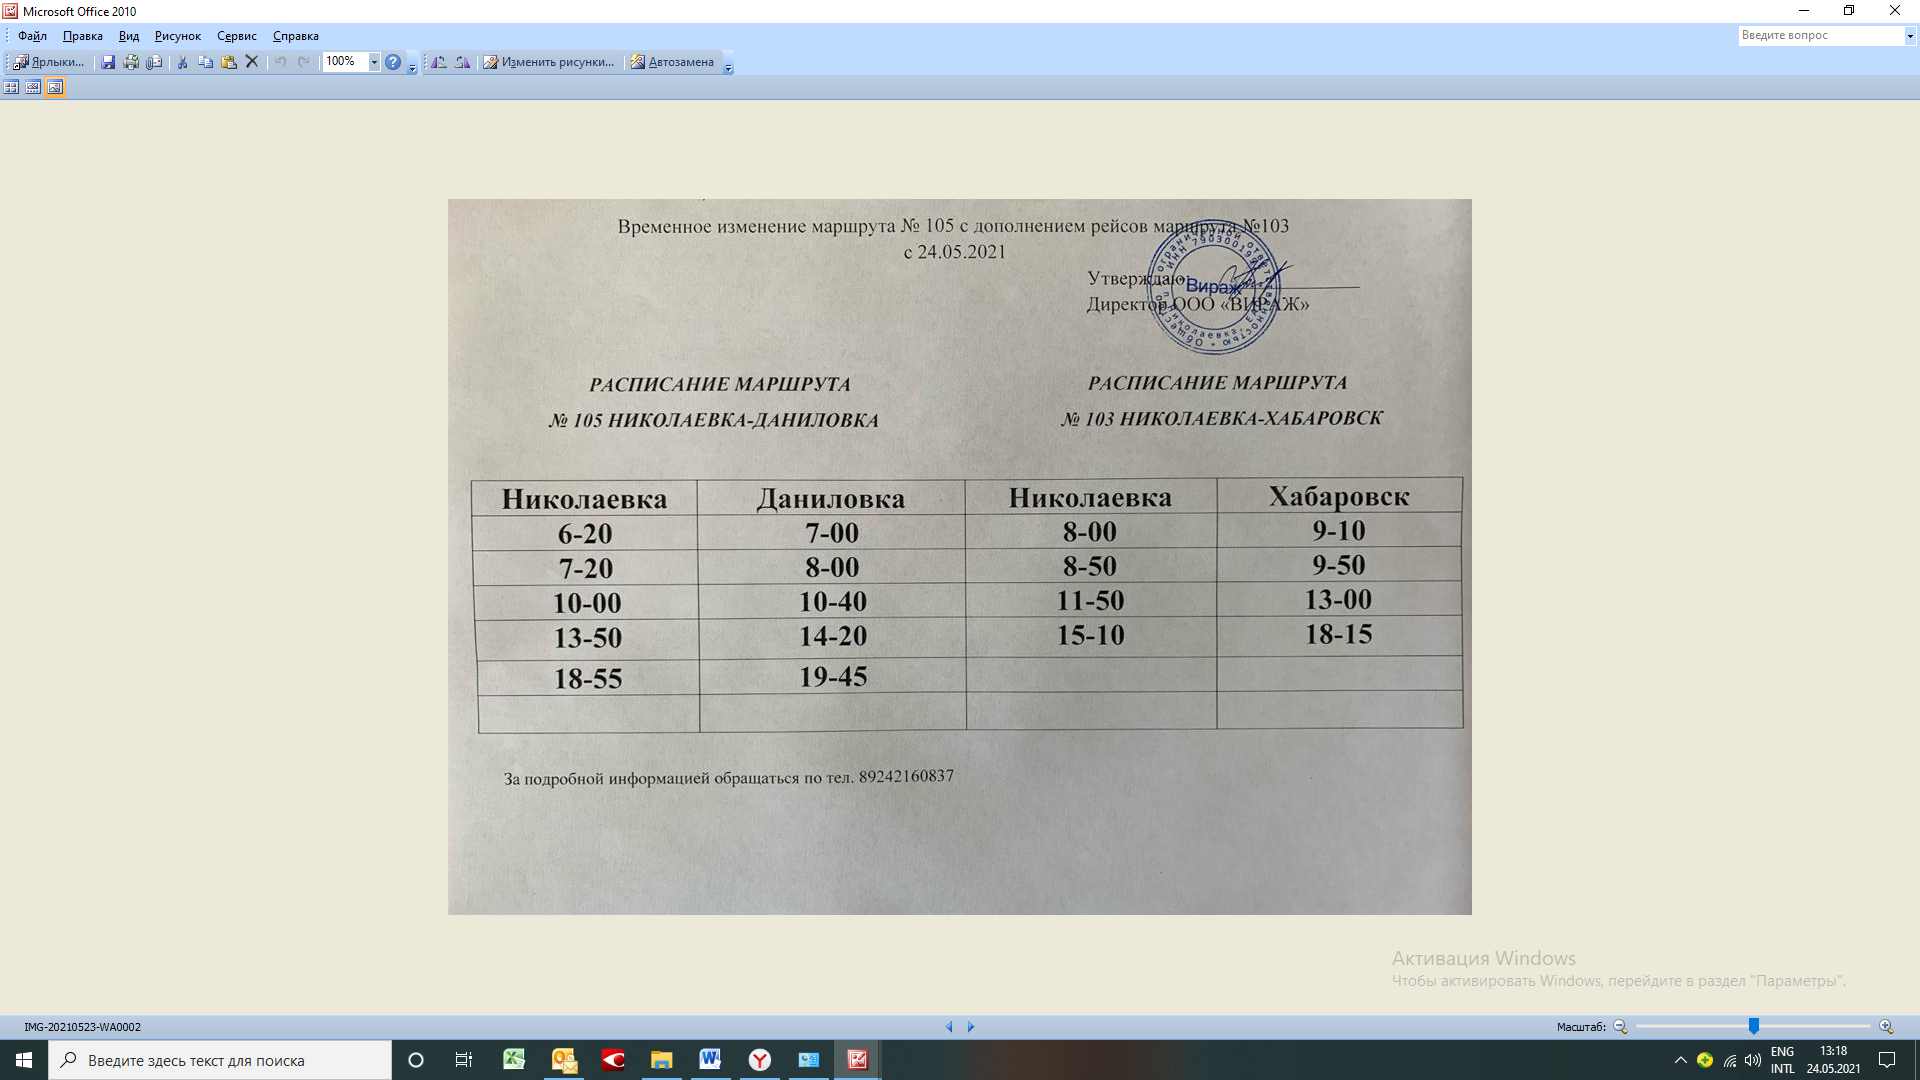 Microsoft Office 2010
Файл Правка Вид Рисунок Сервис Справка
Введите вопрос
Ярлыки... 100% Изменить рисунки... Автозамена
Временное изменение маршрута № 105 с дополнением рейсов маршрута №103
с 24.05.2021
Утверждаю:
Директор ООО «ВИРАЖ»
Вираж
РАСПИСАНИЕ МАРШРУТА
№ 105 НИКОЛАЕВКА-ДАНИЛОВКА
РАСПИСАНИЕ МАРШРУТА
№ 103 НИКОЛАЕВКА-ХАБАРОВСК
Николаевка Даниловка Николаевка Хабаровск
6-20 7-00 8-00 9-10
7-20 8-00 8-50 9-50
10-00 10-40 11-50 13-00
13-50 14-20 15-10 18-15
18-55 19-45
За подробной информацией обращаться по тел. 89242160837
Активация Windows
Чтобы активировать Windows, перейдите в раздел "Параметры".
IMG-20210523-WA0002
Масштаб:
Введите здесь текст для поиска
ENG
INTL
13:18
24.05.2021